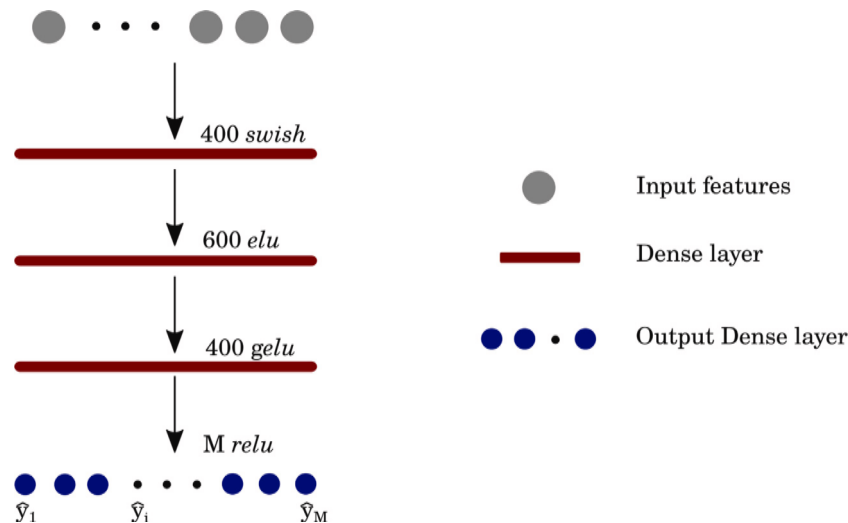 400 swish
600 elu
400 gelu
M relu
ŷ1 ŷi ŷM
Input features
Dense layer
Output Dense layer